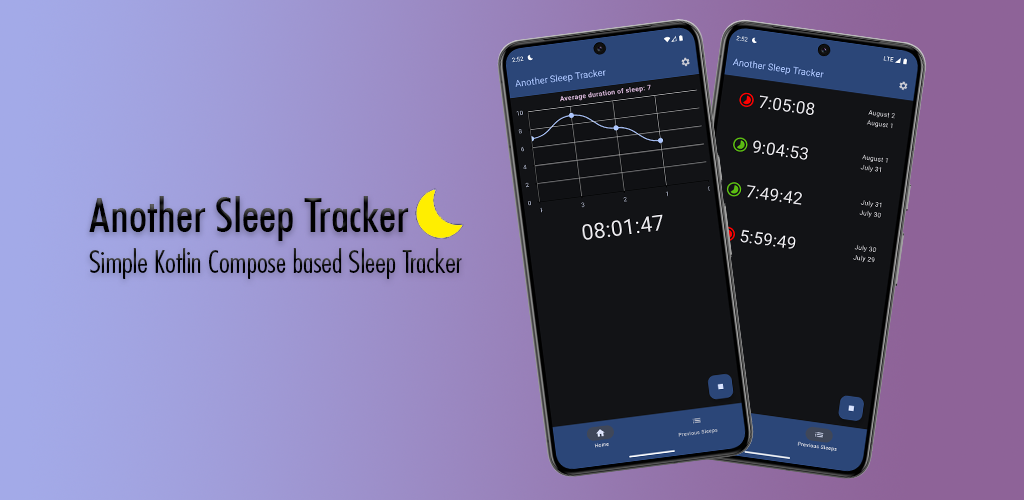 Another Sleep Tracker
Simple Kotlin Compose based Sleep Tracker
2:52
Another Sleep Tracker
Average duration of sleep: 7
10
8
6
4
2
0
1
3
2
1
08:01:47
Home
Previous Sleeps
2:52
LTE
Another Sleep Tracker
7:05:08
August 2
August 1
9:04:53
August 1
July 31
7:49:42
July 31
July 30
5:59:49
July 30
July 29
Previous Sleeps